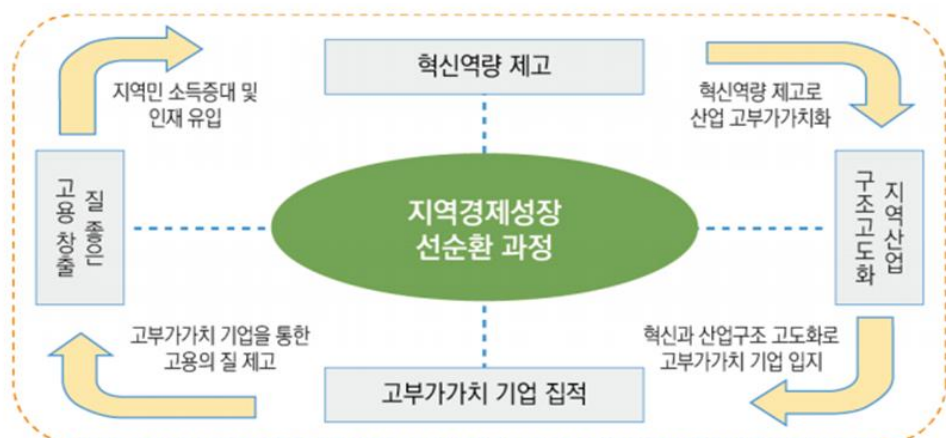 혁신역량 제고
지역민 소득증대 및
인재 유입
혁신역량 제고로
산업 고부가가치화
질 좋은
고용 창출
지역경제성장
선순환 과정
지역산업
구조고도화
고부가가치 기업을 통한
고용의 질 제고
혁신과 산업구조 고도화로
고부가가치 기업 입지
고부가가치 기업 집적